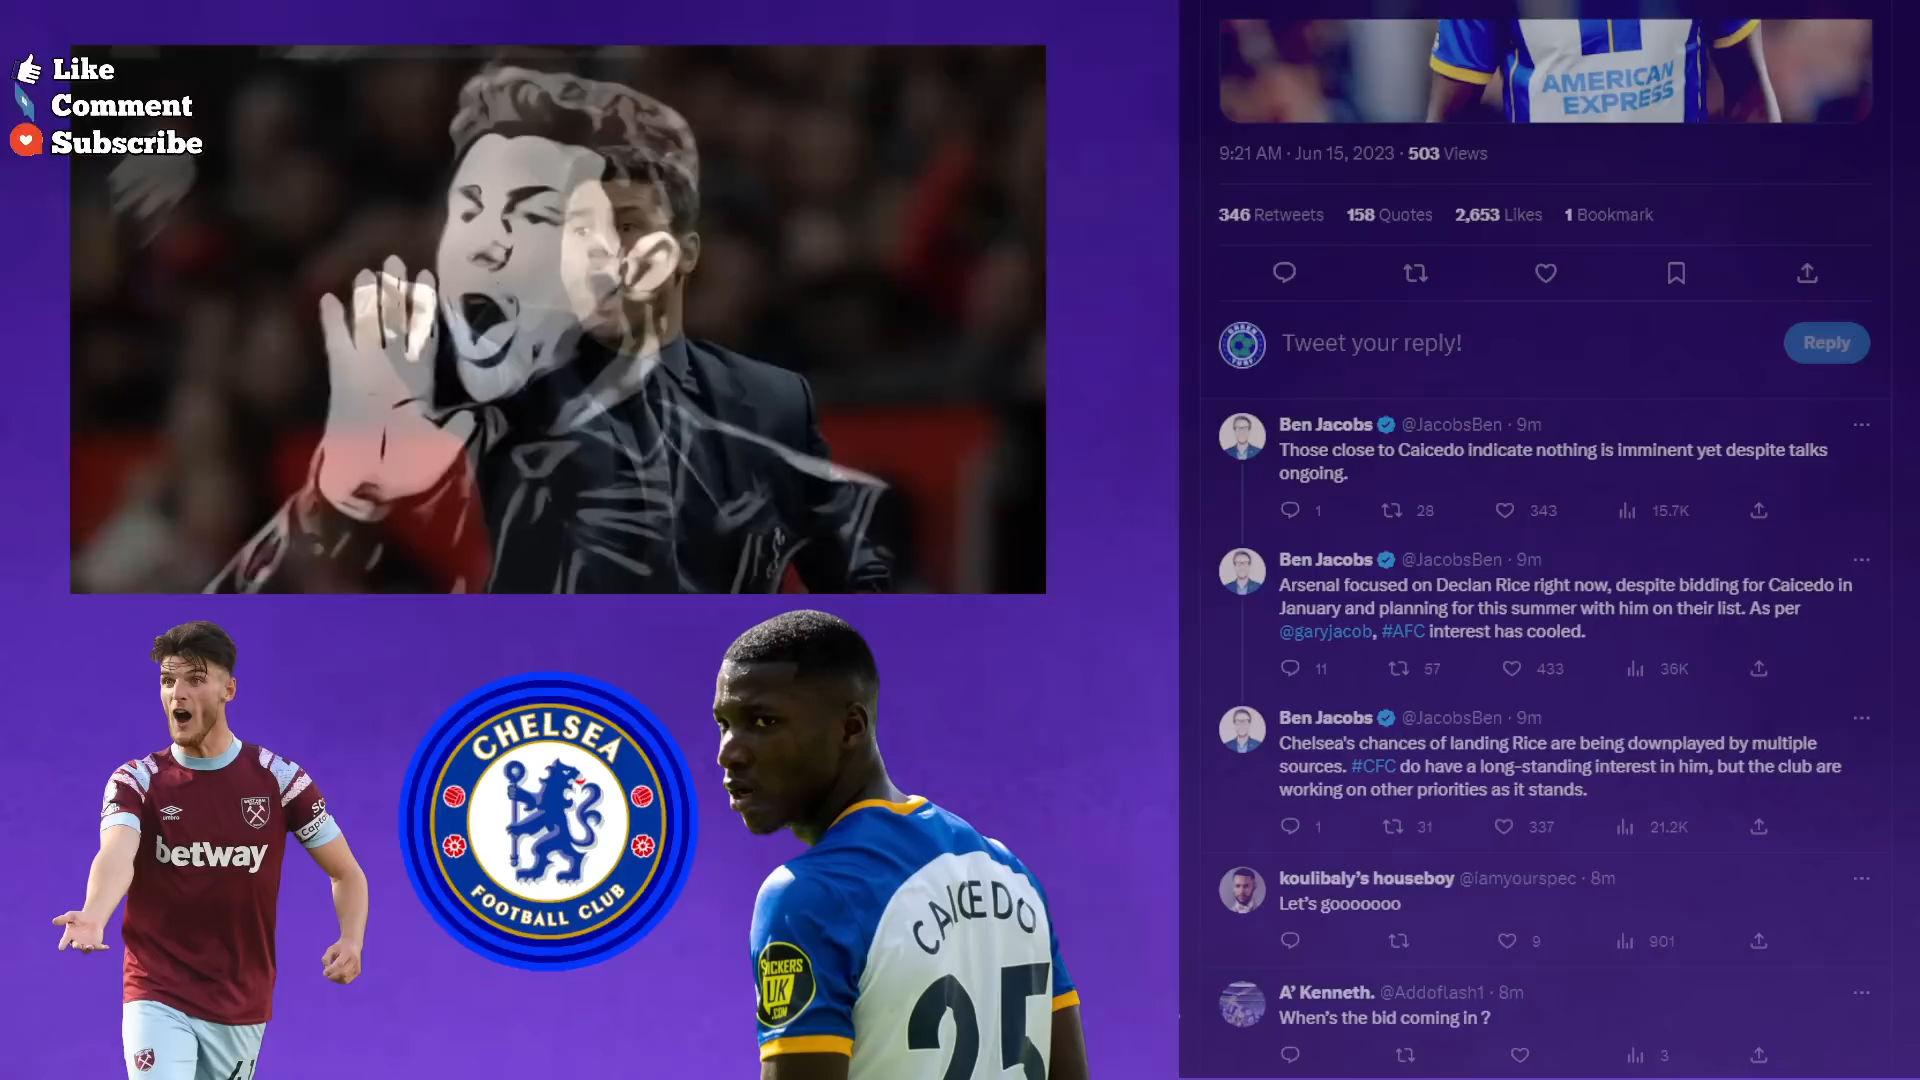 Like
Comment
Subscribe
AMERICAN
EXPRESS
9:21 AM · Jun 15, 2023 · 503 Views
346 Retweets 158 Quotes 2,653 Likes 1 Bookmark
Tweet your reply!
Reply
Ben Jacobs @JacobsBen · 9m
Those close to Caicedo indicate nothing is imminent yet despite talks
ongoing.
1 28 343 15.7K
Ben Jacobs @JacobsBen · 9m
Arsenal focused on Declan Rice right now, despite bidding for Caicedo in
January and planning for this summer with him on their list. As per
@garyjacob, #AFC interest has cooled.
11 57 433 36K
Ben Jacobs @JacobsBen · 9m
Chelsea's chances of landing Rice are being downplayed by multiple
sources. #CFC do have a long-standing interest in him, but the club are
working on other priorities as it stands.
1 31 337 21.2K
koulibaly's houseboy @iamyourspec · 8m
Let's gooooooo
9 901
A' Kenneth. @Addoflash1 · 8m
When's the bid coming in ?
3
umbro
betway
41
CHELSEA
FOOTBALL CLUB
CAICEDO
25
UK
.COM